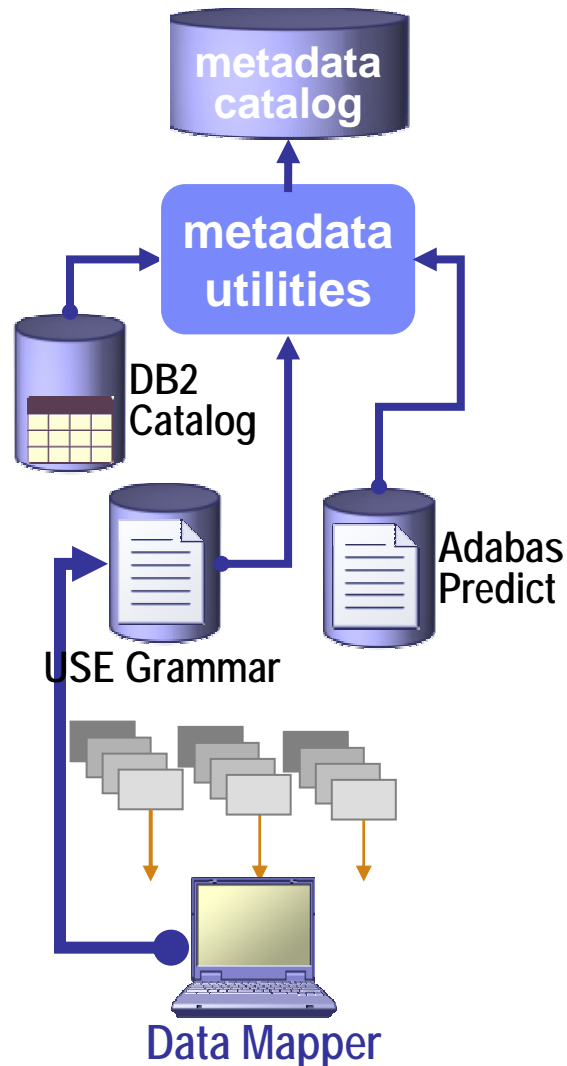 metadata
catalog
metadata
utilities
DB2
Catalog
Adabas
Predict
USE Grammar
Data Mapper